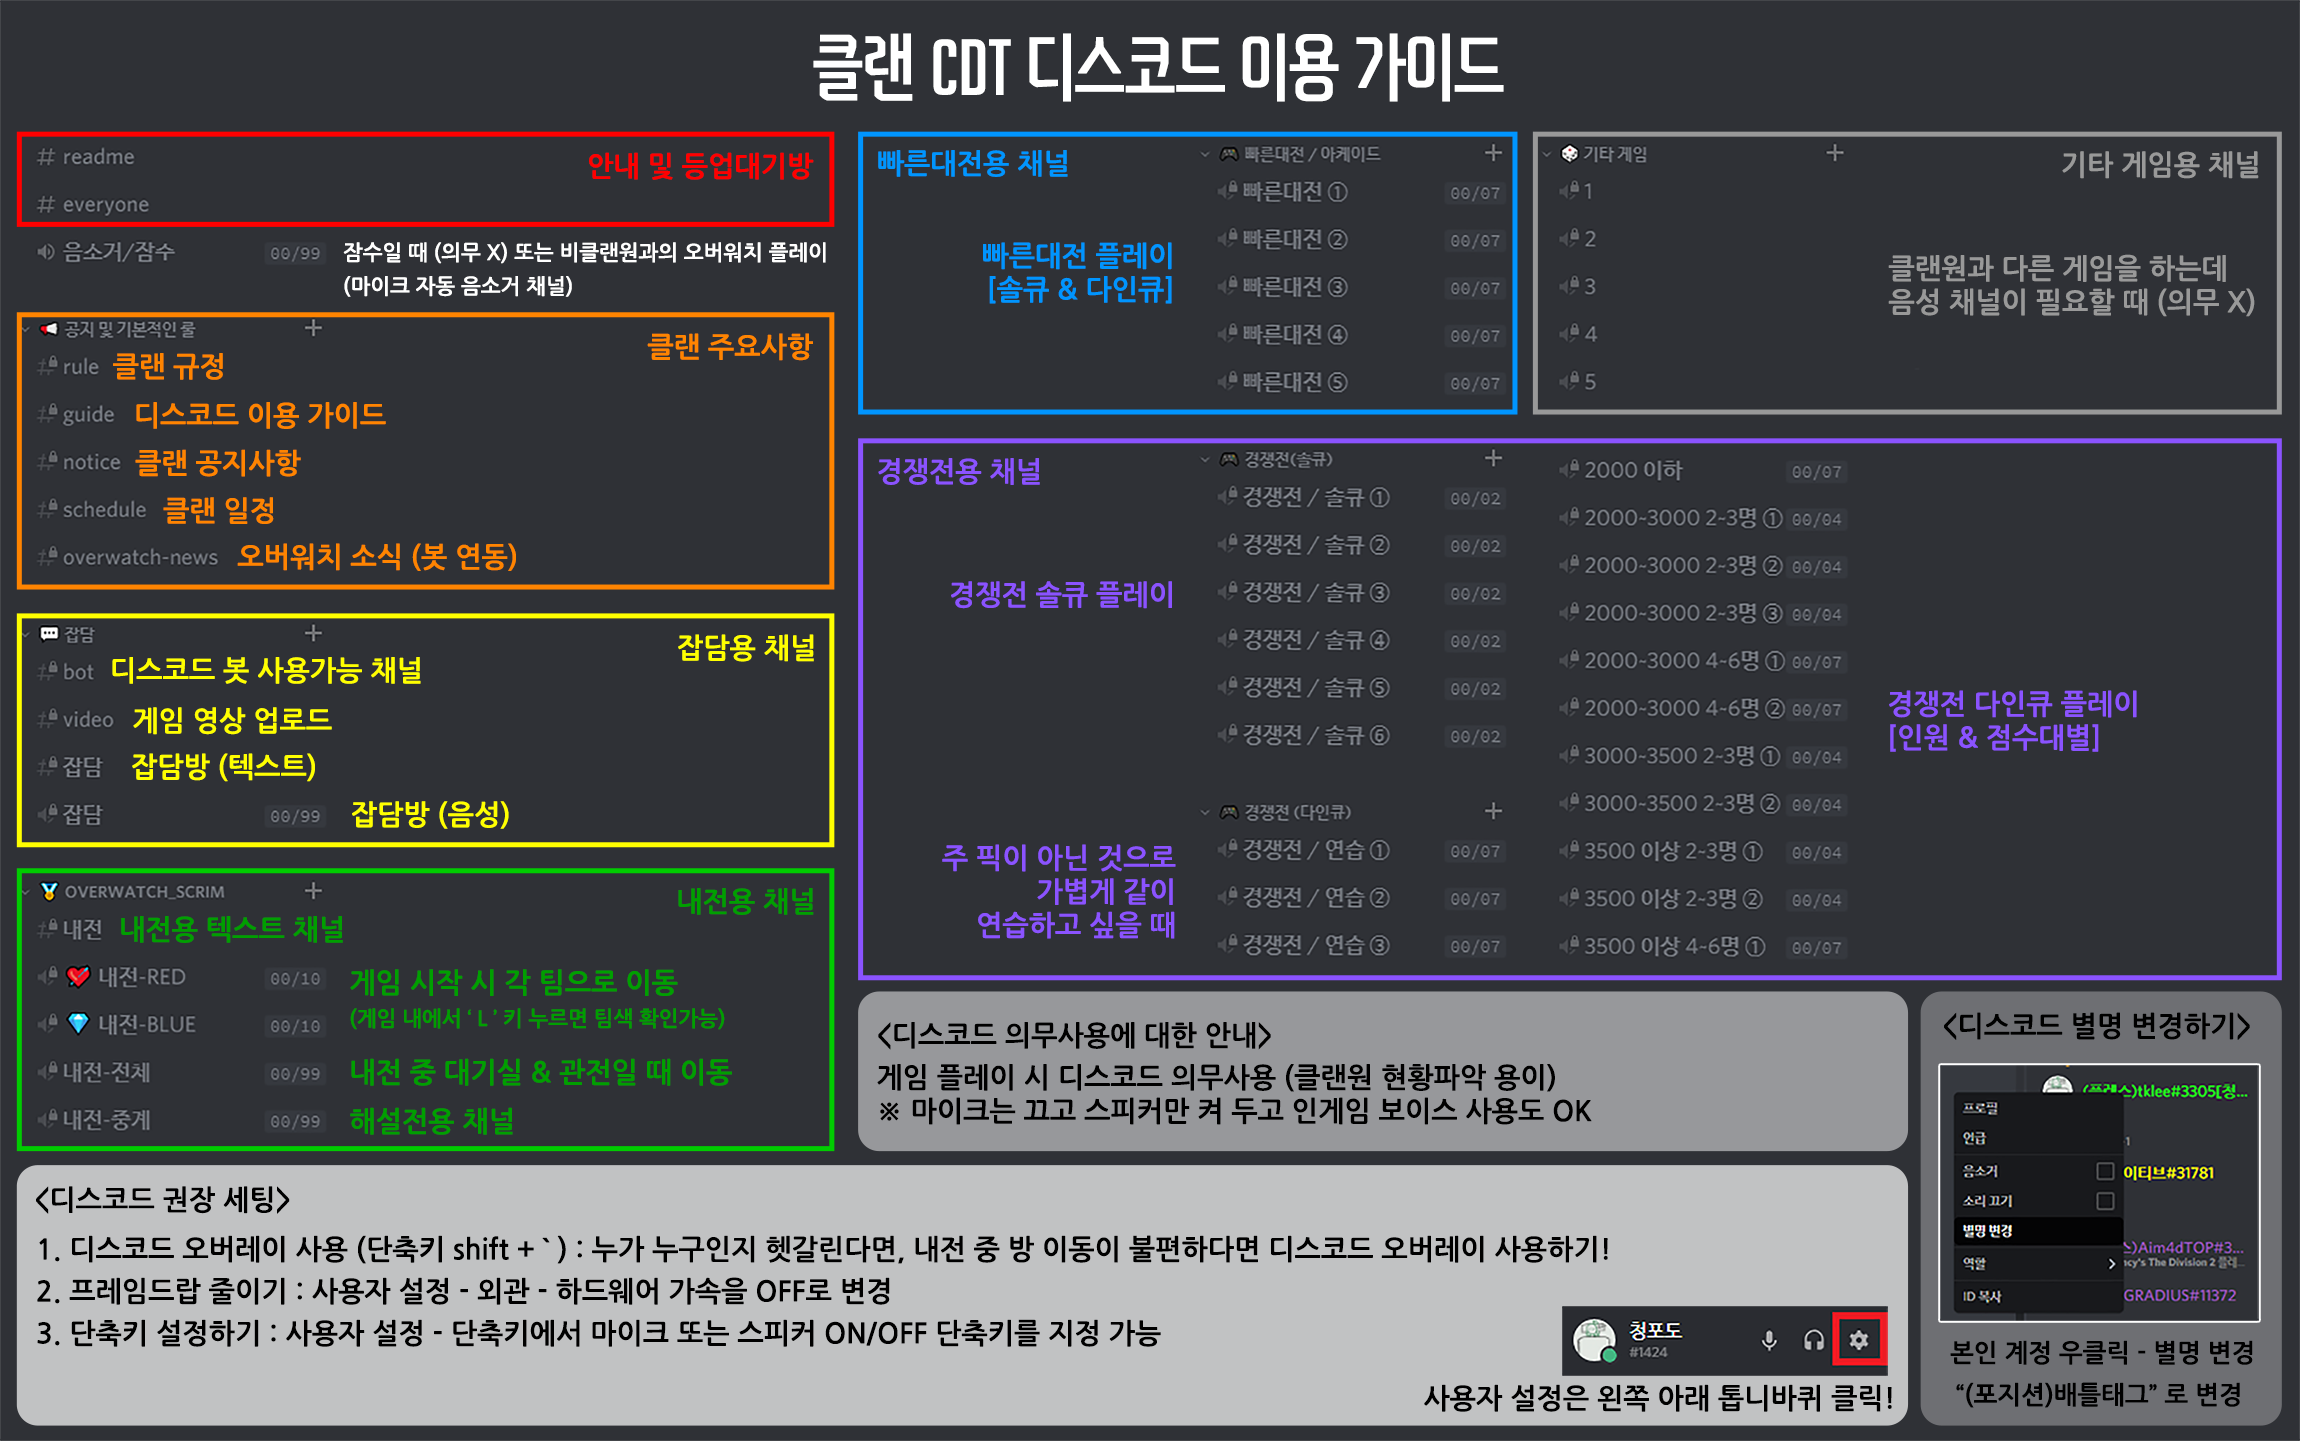 클랜 CDT 디스코드 이용 가이드
# readme
안내 및 등업대기방
# everyone
음소거/잠수 00/99 잠수일 때 (의무 X) 또는 비클랜원과의 오버워치 플레이
(마이크 자동 음소거 채널)
공지 및 기본적인 룰 +
클랜 주요사항
rule 클랜 규정
guide 디스코드 이용 가이드
notice 클랜 공지사항
schedule 클랜 일정
overwatch-news 오버워치 소식 (봇 연동)
잡담 +
잡담용 채널
bot 디스코드 봇 사용가능 채널
video 게임 영상 업로드
잡담 잡담방 (텍스트)
잡담 00/99 잡담방 (음성)
OVERWATCH_SCRIM +
내전용 채널
내전 내전용 텍스트 채널
내전-RED 00/10 게임 시작 시 각 팀으로 이동
(게임 내에서 ‘ L ’ 키 누르면 팀색 확인가능)
내전-BLUE 00/10
내전-전체 00/99 내전 중 대기실 & 관전일 때 이동
내전-중계 00/99 해설전용 채널
빠른대전용 채널
빠른대전 / 아케이드 +
빠른대전 ① 00/07
빠른대전 ② 00/07
빠른대전 ③ 00/07
빠른대전 ④ 00/07
빠른대전 ⑤ 00/07
빠른대전 플레이
[솔큐 & 다인큐]
기타 게임 +
기타 게임용 채널
1
2
3
4
5
클랜원과 다른 게임을 하는데
음성 채널이 필요할 때 (의무 X)
경쟁전용 채널
경쟁전(솔큐) +
경쟁전 / 솔큐 ① 00/02
경쟁전 / 솔큐 ② 00/02
경쟁전 / 솔큐 ③ 00/02
경쟁전 / 솔큐 ④ 00/02
경쟁전 / 솔큐 ⑤ 00/02
경쟁전 / 솔큐 ⑥ 00/02
경쟁전 솔큐 플레이
경쟁전 (다인큐) +
경쟁전 / 연습 ① 00/07
경쟁전 / 연습 ② 00/07
경쟁전 / 연습 ③ 00/07
주 픽이 아닌 것으로
가볍게 같이
연습하고 싶을 때
2000 이하 00/07
2000~3000 2~3명 ① 00/04
2000~3000 2~3명 ② 00/04
2000~3000 2~3명 ③ 00/04
2000~3000 4~6명 ① 00/07
2000~3000 4~6명 ② 00/07
3000~3500 2~3명 ① 00/04
3000~3500 2~3명 ② 00/04
3500 이상 2~3명 ① 00/04
3500 이상 2~3명 ② 00/04
3500 이상 4~6명 ① 00/07
경쟁전 다인큐 플레이
[인원 & 점수대별]
<디스코드 의무사용에 대한 안내>
게임 플레이 시 디스코드 의무사용 (클랜원 현황파악 용이)
※ 마이크는 끄고 스피커만 켜 두고 인게임 보이스 사용도 OK
<디스코드 별명 변경하기>
(플렉스)tklee#3305[청...
프로필
언급
음소거
이티브#31781
소리 끄기
별명 변경
스)Aim4dTOP#3...
ncy's The Division 2 플레...
역할
ID 복사
GRADIUS#11372
본인 계정 우클릭 - 별명 변경
“(포지션)배틀태그” 로 변경
<디스코드 권장 세팅>
1. 디스코드 오버레이 사용 (단축키 shift + ` ) : 누가 누구인지 헷갈린다면, 내전 중 방 이동이 불편하다면 디스코드 오버레이 사용하기!
2. 프레임드랍 줄이기 : 사용자 설정 - 외관 - 하드웨어 가속을 OFF로 변경
3. 단축키 설정하기 : 사용자 설정 - 단축키에서 마이크 또는 스피커 ON/OFF 단축키를 지정 가능
청포도
#1424
사용자 설정은 왼쪽 아래 톱니바퀴 클릭!